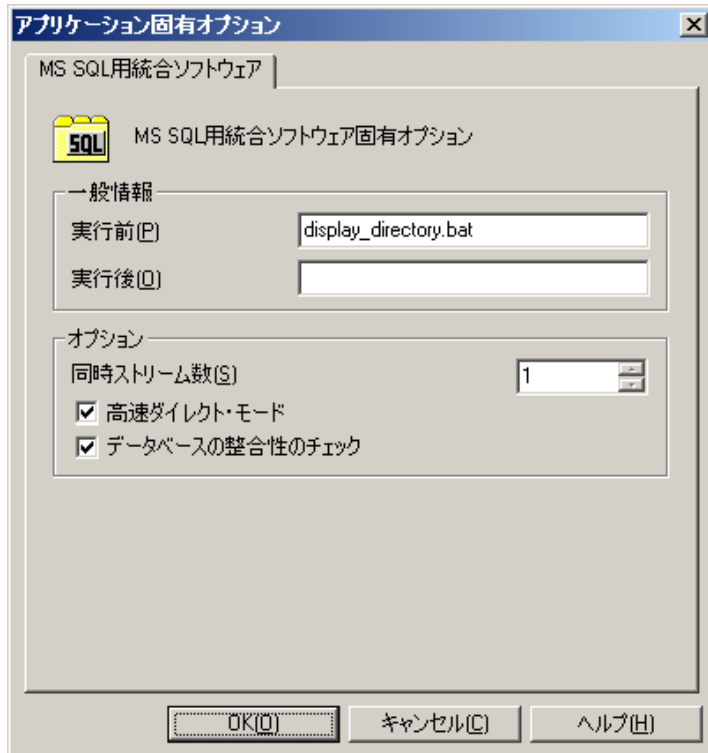 アプリケーション固有オプション
MS SQL用統合ソフトウェア
SQL
MS SQL用統合ソフトウェア固有オプション
一般情報
実行前(P)
display_directory.bat
実行後(O)
オプション
同時ストリーム数(S)
1
高速ダイレクト・モード
データベースの整合性のチェック
OK(O)
キャンセル(C)
ヘルプ(H)